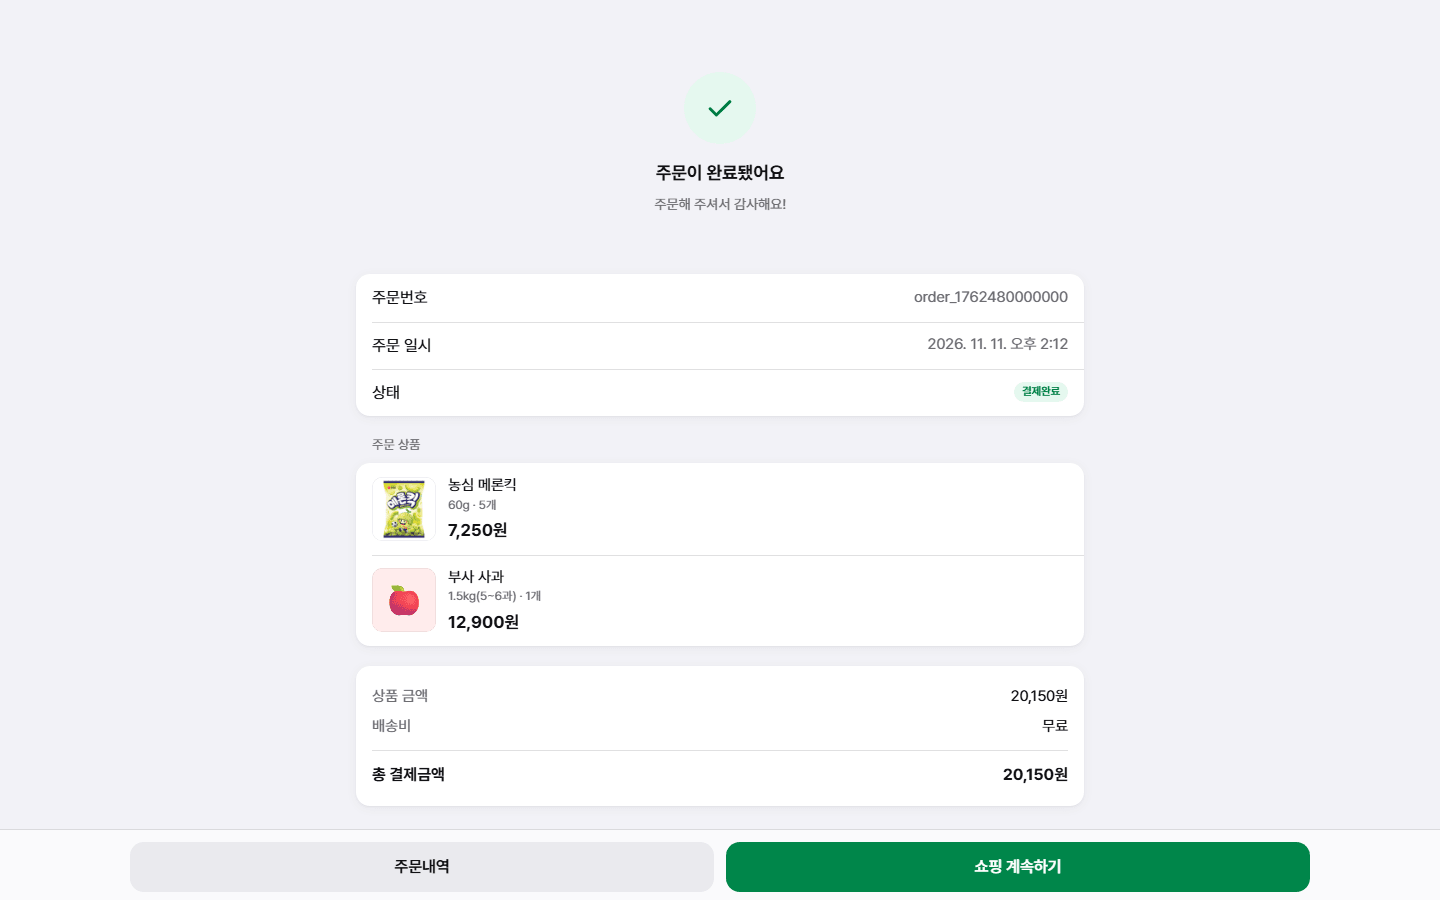 주문이 완료됐어요
주문해 주셔서 감사해요!
주문번호 order_1762480000000
주문 일시 2026. 11. 11. 오후 2:12
상태 결제완료
주문 상품
메론킥
농심 메론킥
60g · 5개
7,250원
부사 사과
1.5kg(5~6과) · 1개
12,900원
상품 금액 20,150원
배송비 무료
총 결제금액 20,150원
주문내역 쇼핑 계속하기